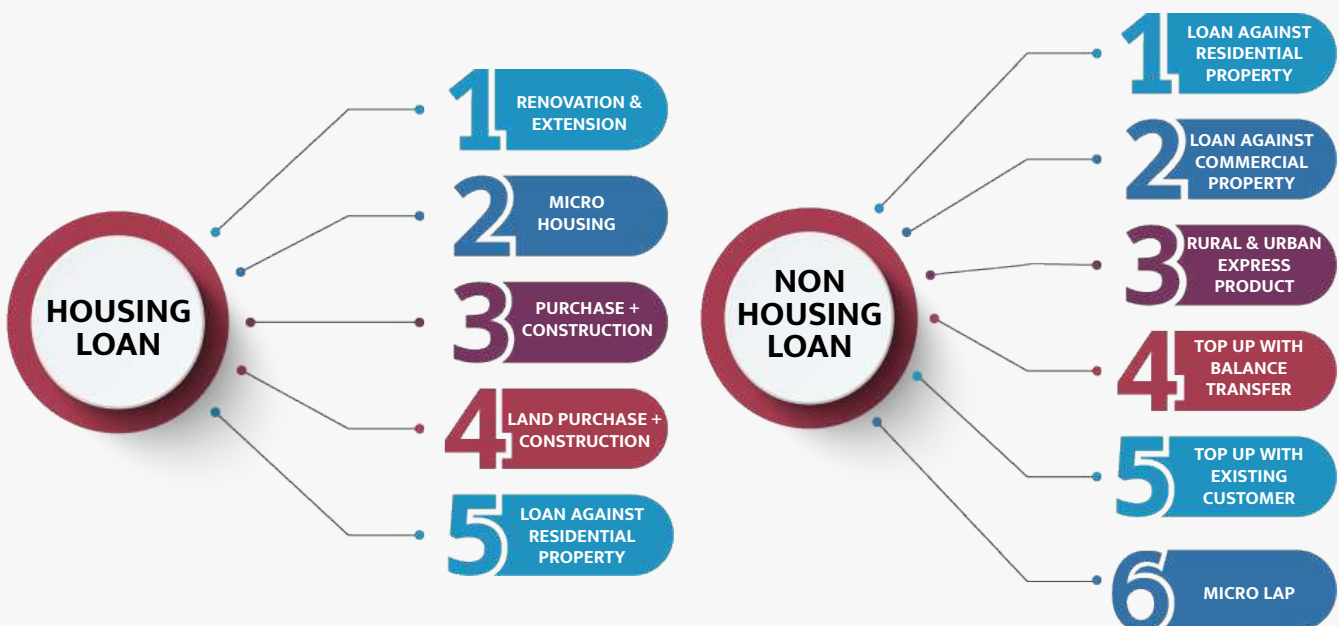 HOUSING
LOAN
1
RENOVATION &
EXTENSION
2
MICRO
HOUSING
3
PURCHASE +
CONSTRUCTION
4
LAND PURCHASE +
CONSTRUCTION
5
LOAN AGAINST
RESIDENTIAL
PROPERTY
NON
HOUSING
LOAN
1
LOAN AGAINST
RESIDENTIAL
PROPERTY
2
LOAN AGAINST
COMMERCIAL
PROPERTY
3
RURAL & URBAN
EXPRESS
PRODUCT
4
TOP UP WITH
BALANCE
TRANSFER
5
TOP UP WITH
EXISTING
CUSTOMER
6
MICRO LAP